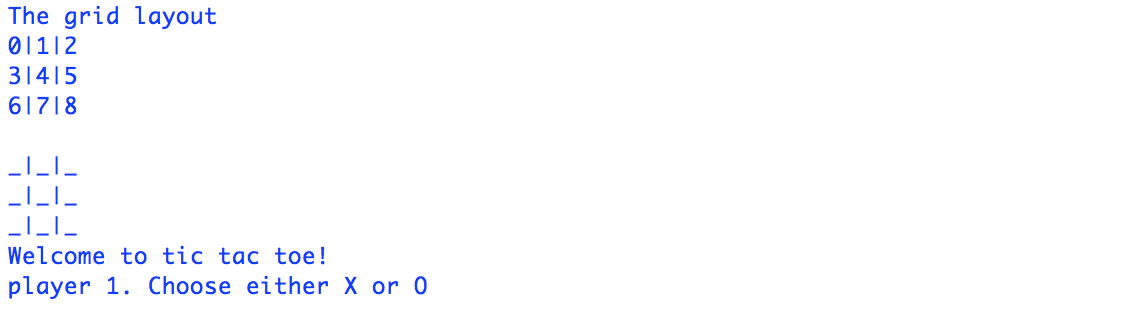 The grid layout
0|1|2
3|4|5
6|7|8
_|_|_
_|_|_
_|_|_
Welcome to tic tac toe!
player 1. Choose either X or O